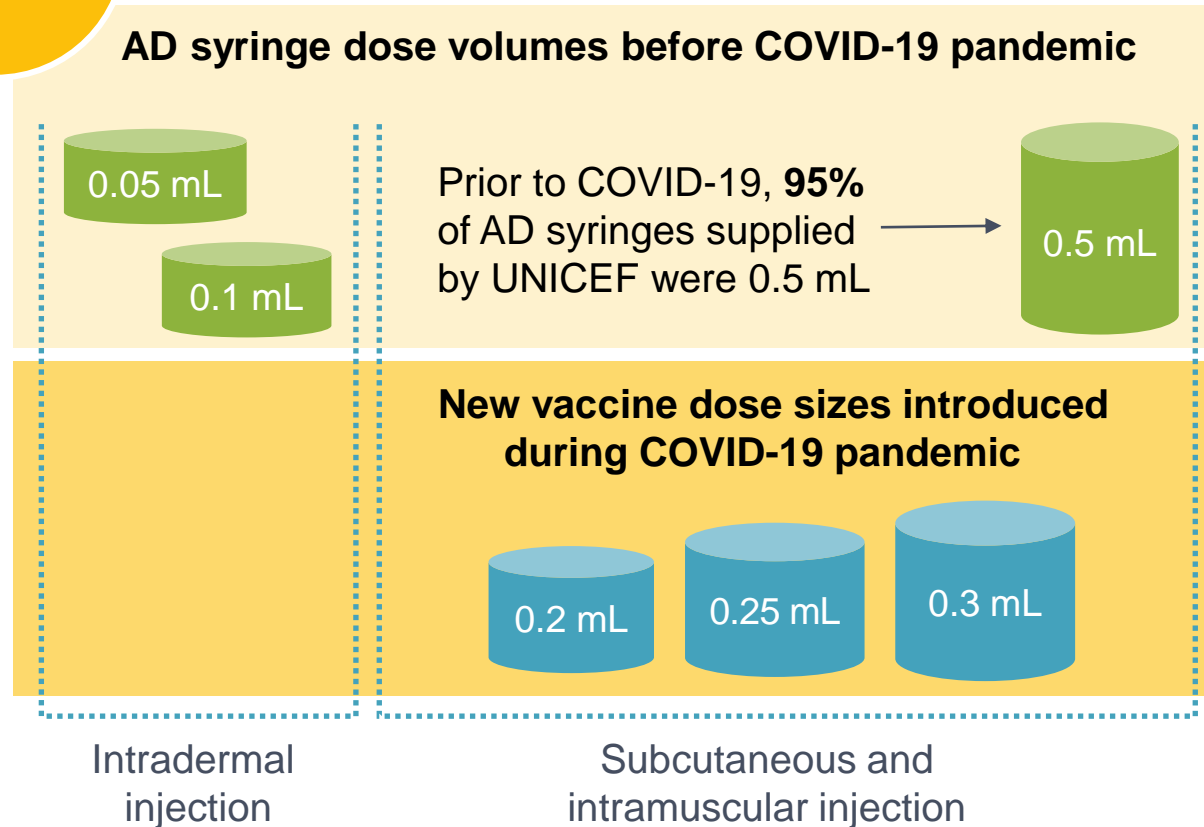 AD syringe dose volumes before COVID-19 pandemic
0.05 mL
0.1 mL
Prior to COVID-19, 95%
of AD syringes supplied
by UNICEF were 0.5 mL
0.5 mL
New vaccine dose sizes introduced
during COVID-19 pandemic
0.2 mL
0.25 mL
0.3 mL
Intradermal
injection
Subcutaneous and
intramuscular injection